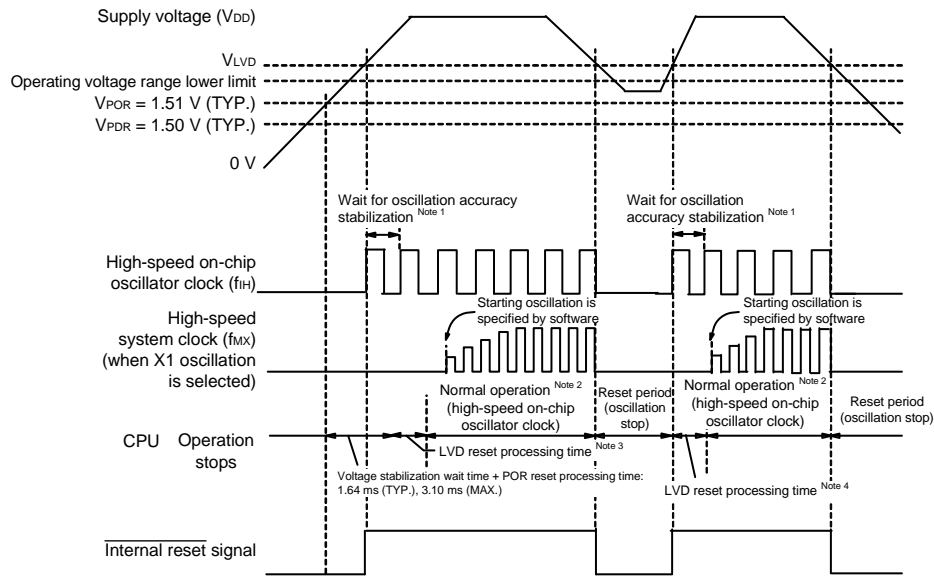 Supply voltage (VDD)
VLVD
Operating voltage range lower limit
VPOR = 1.51 V (TYP.)
VPDR = 1.50 V (TYP.)
0 V
Wait for oscillation accuracy
stabilization Note 1
Wait for oscillation
accuracy stabilization Note 1
High-speed on-chip
oscillator clock (fIH)
Starting oscillation is
specified by software
Starting oscillation is
specified by software
High-speed
system clock (fMX)
(when X1 oscillation
is selected)
Normal operation Note 2
(high-speed on-chip
oscillator clock)
Reset period
(oscillation
stop)
Normal operation Note 2
(high-speed on-chip
oscillator clock)
Reset period
(oscillation stop)
CPU Operation
stops
LVD reset processing time Note 3
Voltage stabilization wait time + POR reset processing time:
1.64 ms (TYP.), 3.10 ms (MAX.)
LVD reset processing time Note 4
Internal reset signal